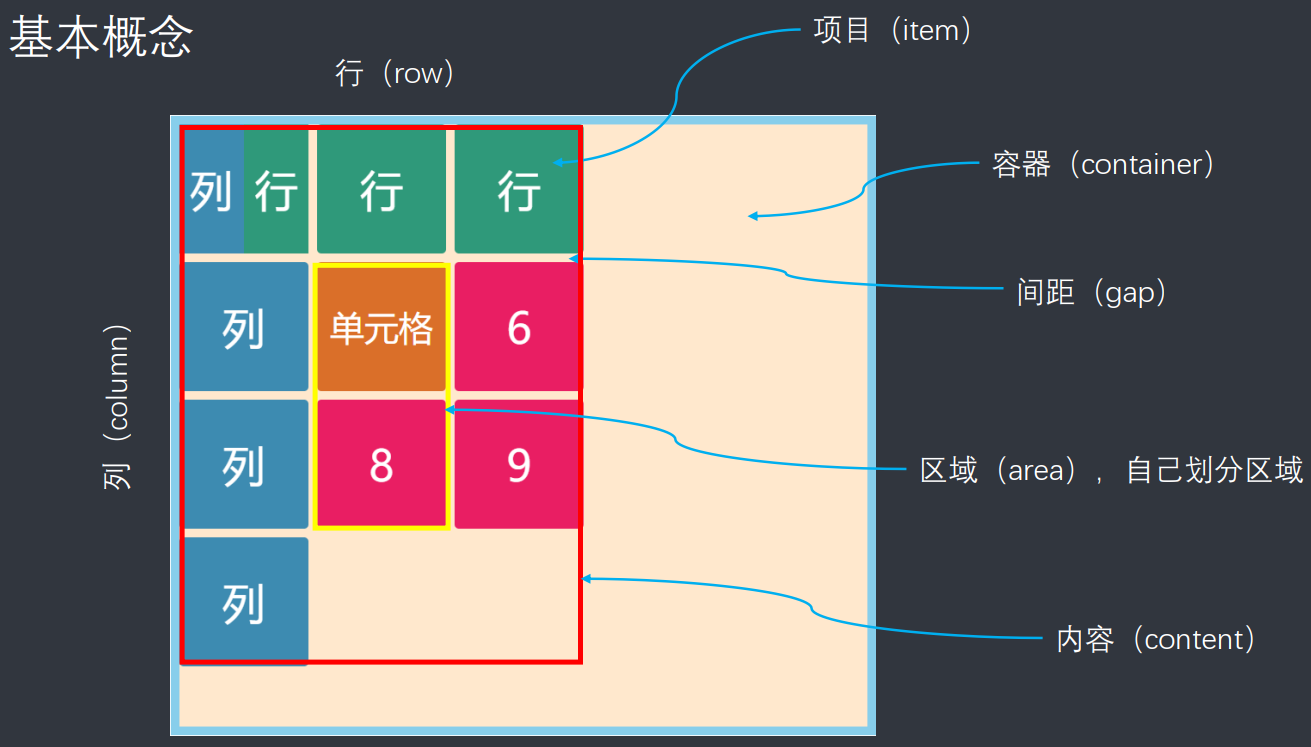 基本概念
项目（item）
行（row）
列 行 行 行
容器（container）
间距（gap）
列 单元格 6
列（column）
列 8 9
区域（area），自己划分区域
列
内容（content）